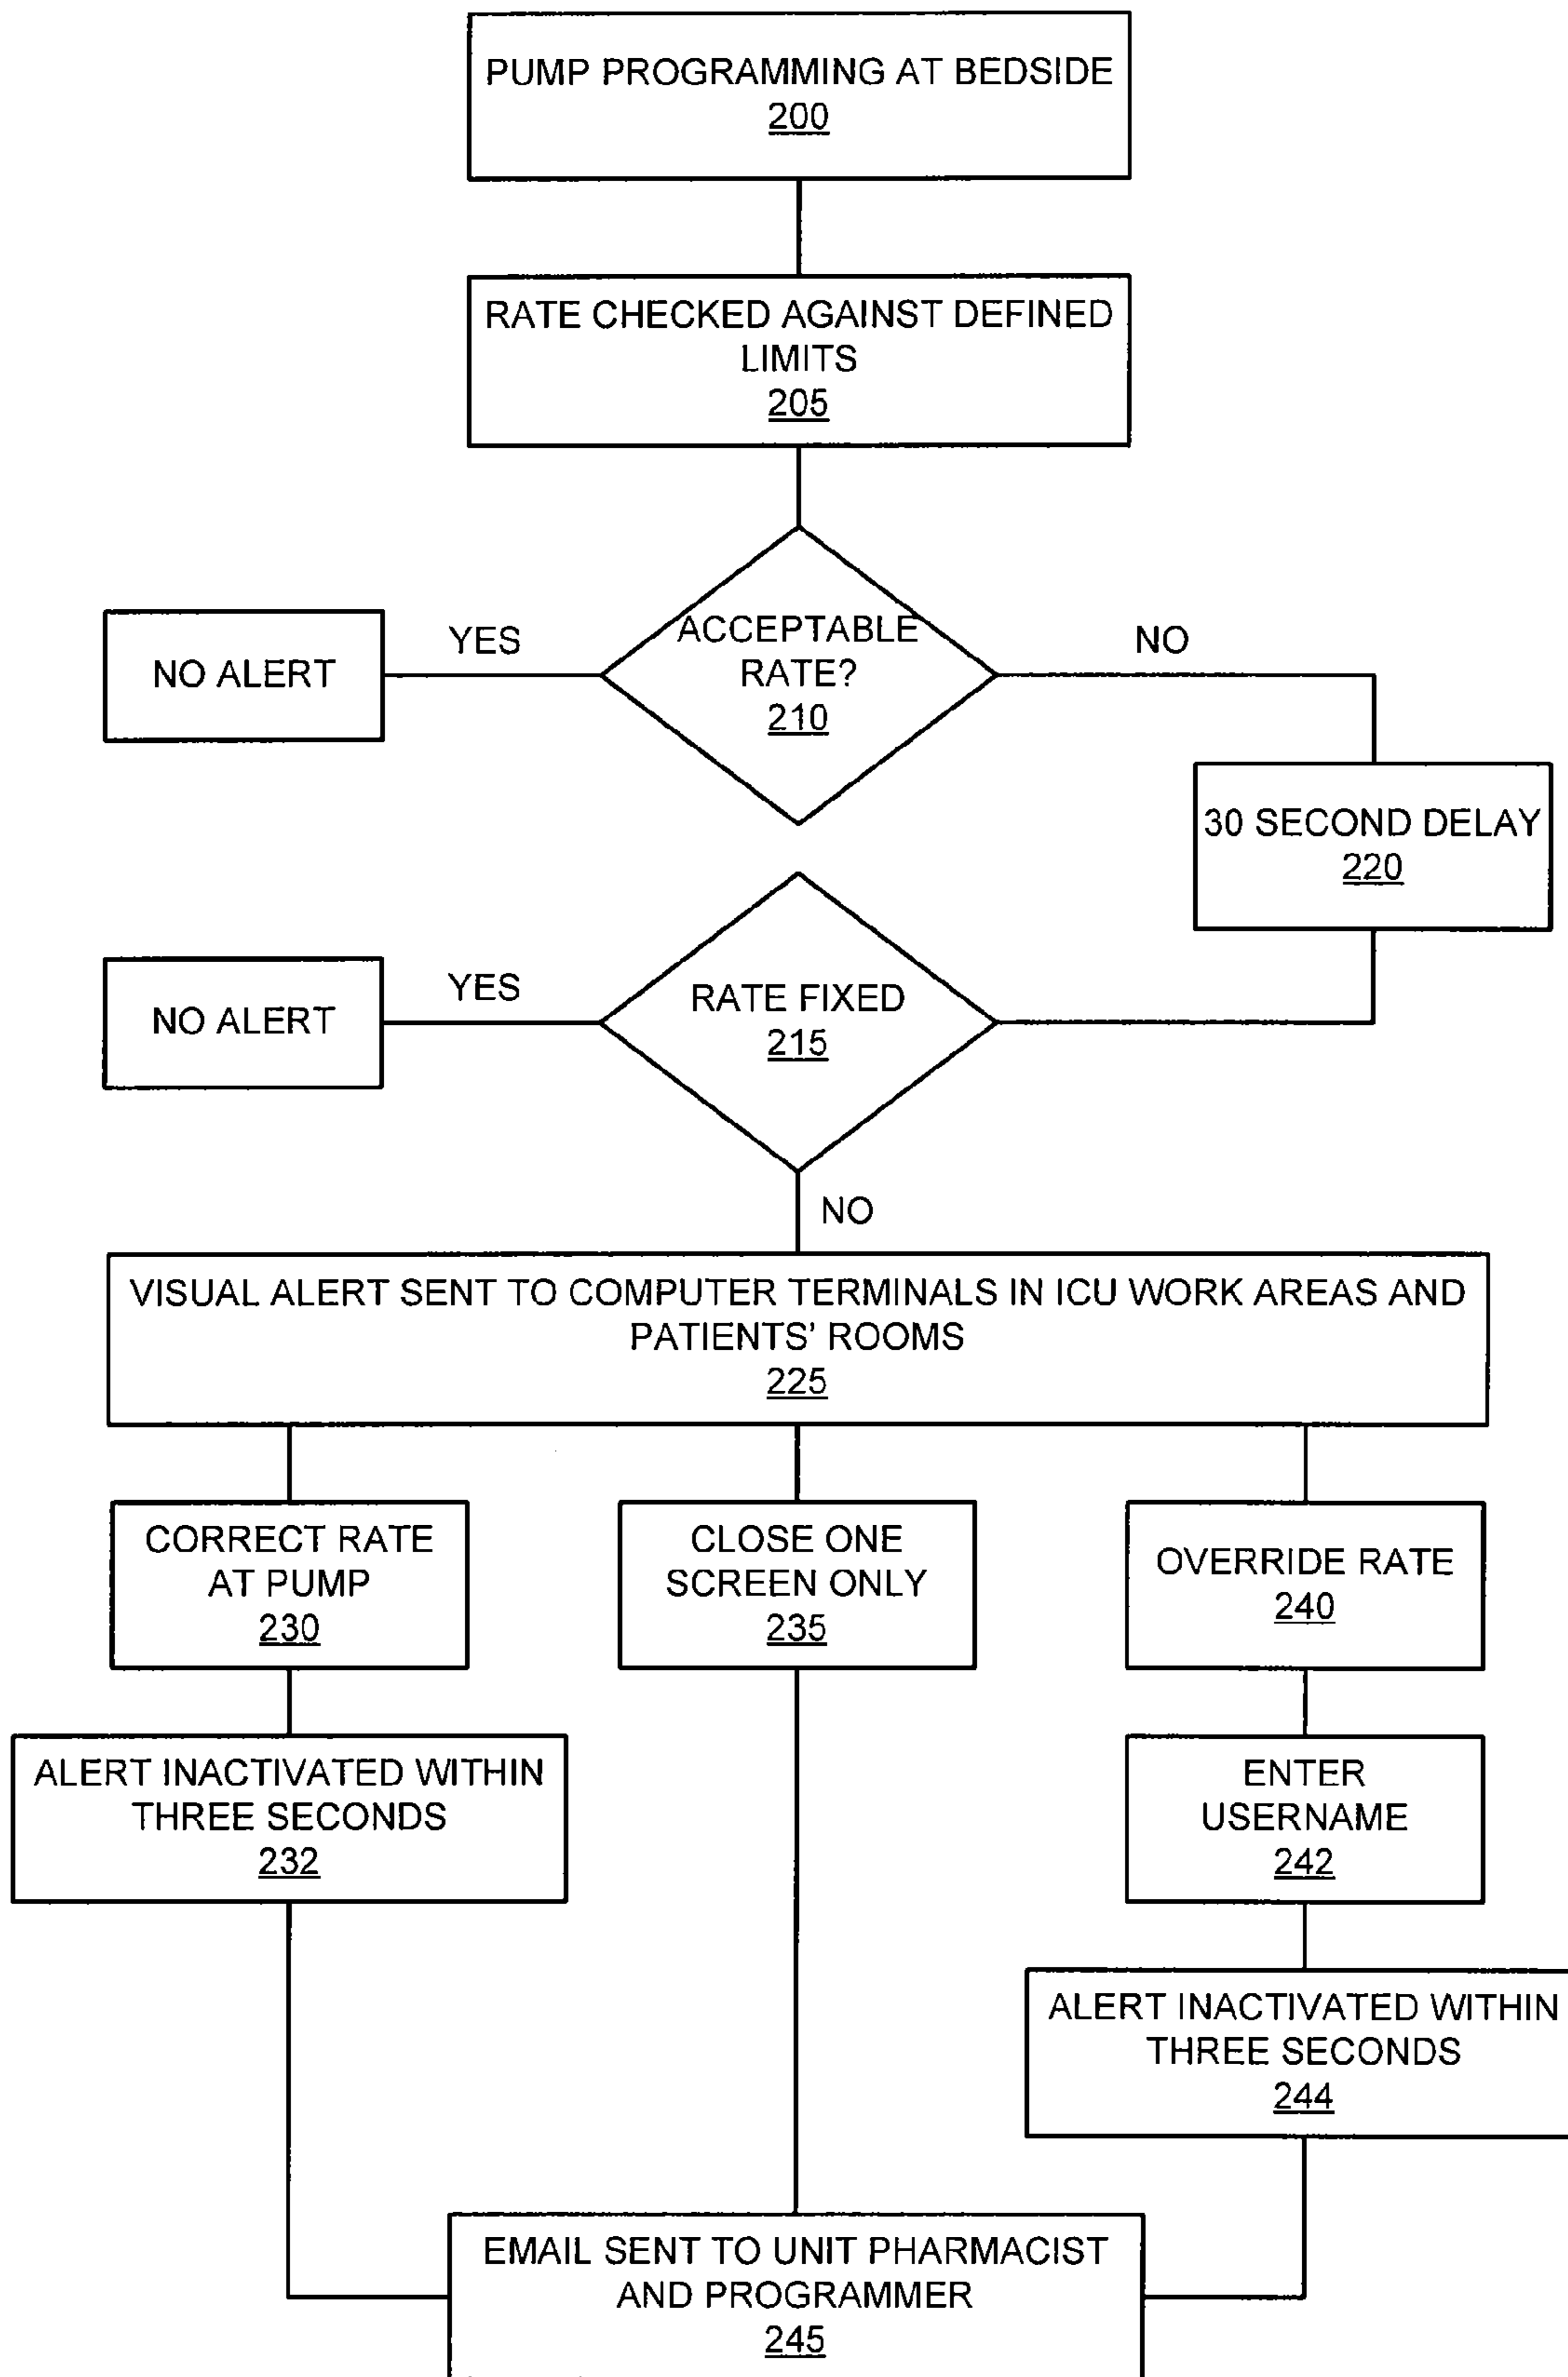 PUMP PROGRAMMING AT BEDSIDE
200
RATE CHECKED AGAINST DEFINED
LIMITS
205
ACCEPTABLE
RATE?
210
YES
NO ALERT
NO
30 SECOND DELAY
220
RATE FIXED
215
YES
NO ALERT
NO
VISUAL ALERT SENT TO COMPUTER TERMINALS IN ICU WORK AREAS AND
PATIENTS' ROOMS
225
CORRECT RATE
AT PUMP
230
CLOSE ONE
SCREEN ONLY
235
OVERRIDE RATE
240
ALERT INACTIVATED WITHIN
THREE SECONDS
232
ENTER
USERNAME
242
ALERT INACTIVATED WITHIN
THREE SECONDS
244
EMAIL SENT TO UNIT PHARMACIST
AND PROGRAMMER
245